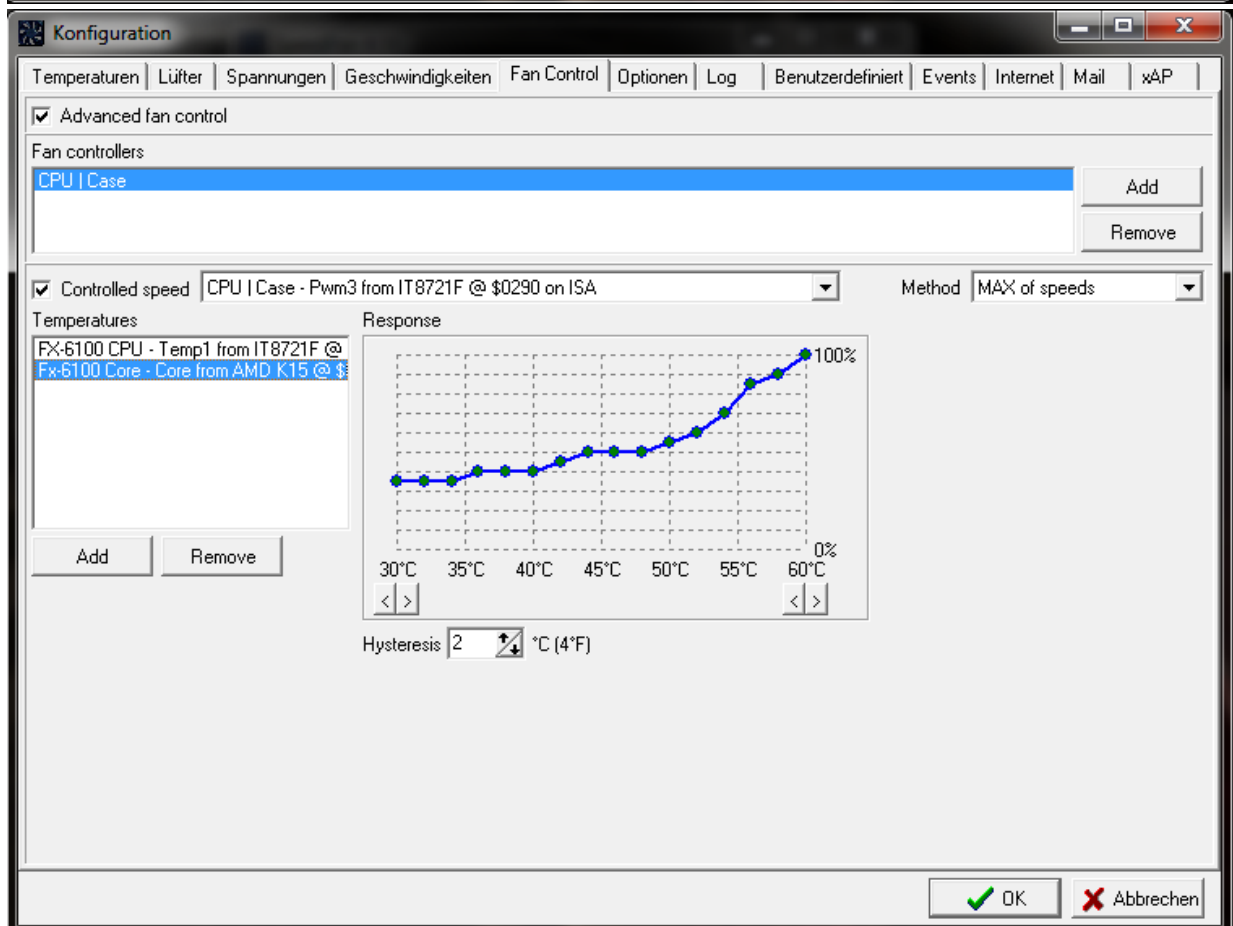 Konfiguration
Temperaturen Lüfter Spannungen Geschwindigkeiten Fan Control Optionen Log Benutzerdefiniert Events Internet Mail xAP
Advanced fan control
Fan controllers
CPU | Case
Add
Remove
Controlled speed CPU | Case - Pwm3 from IT8721F @ $0290 on ISA Method MAX of speeds
Temperatures Response
FX-6100 CPU - Temp1 from IT8721F @
Fx-6100 Core - Core from AMD K15 @ $
100%
0%
30°C 35°C 40°C 45°C 50°C 55°C 60°C
< > < >
Add Remove
Hysteresis 2 °C (4°F)
OK Abbrechen